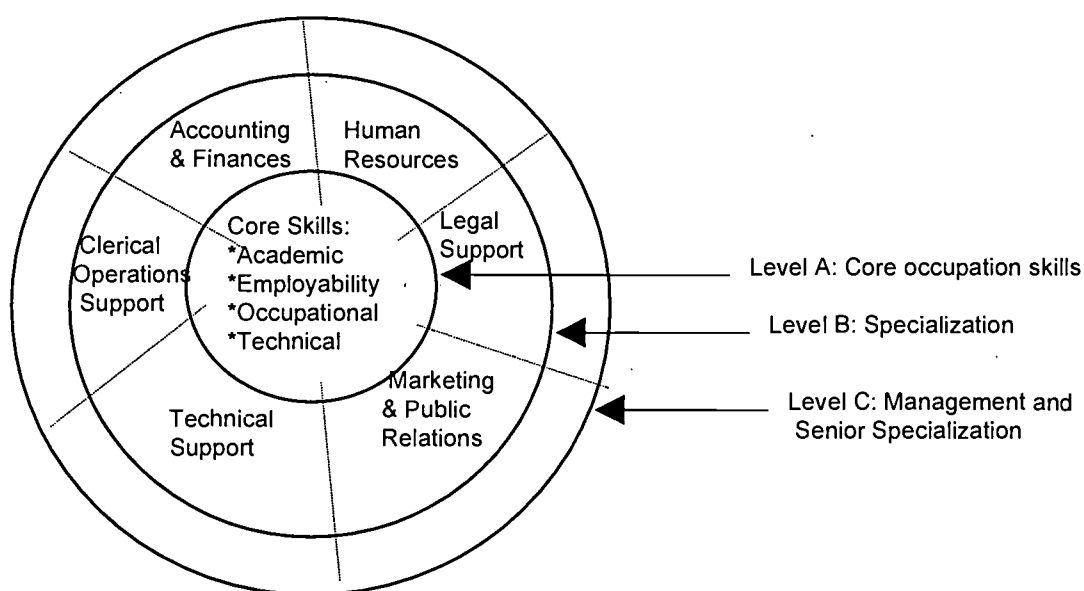 Accounting
& Finances
Human
Resources
Core Skills:
*Academic
*Employability
*Occupational
*Technical
Legal
Support
Clerical
Operations
Support
Technical
Support
Marketing
& Public
Relations
Level A: Core occupation skills
Level B: Specialization
Level C: Management and
Senior Specialization